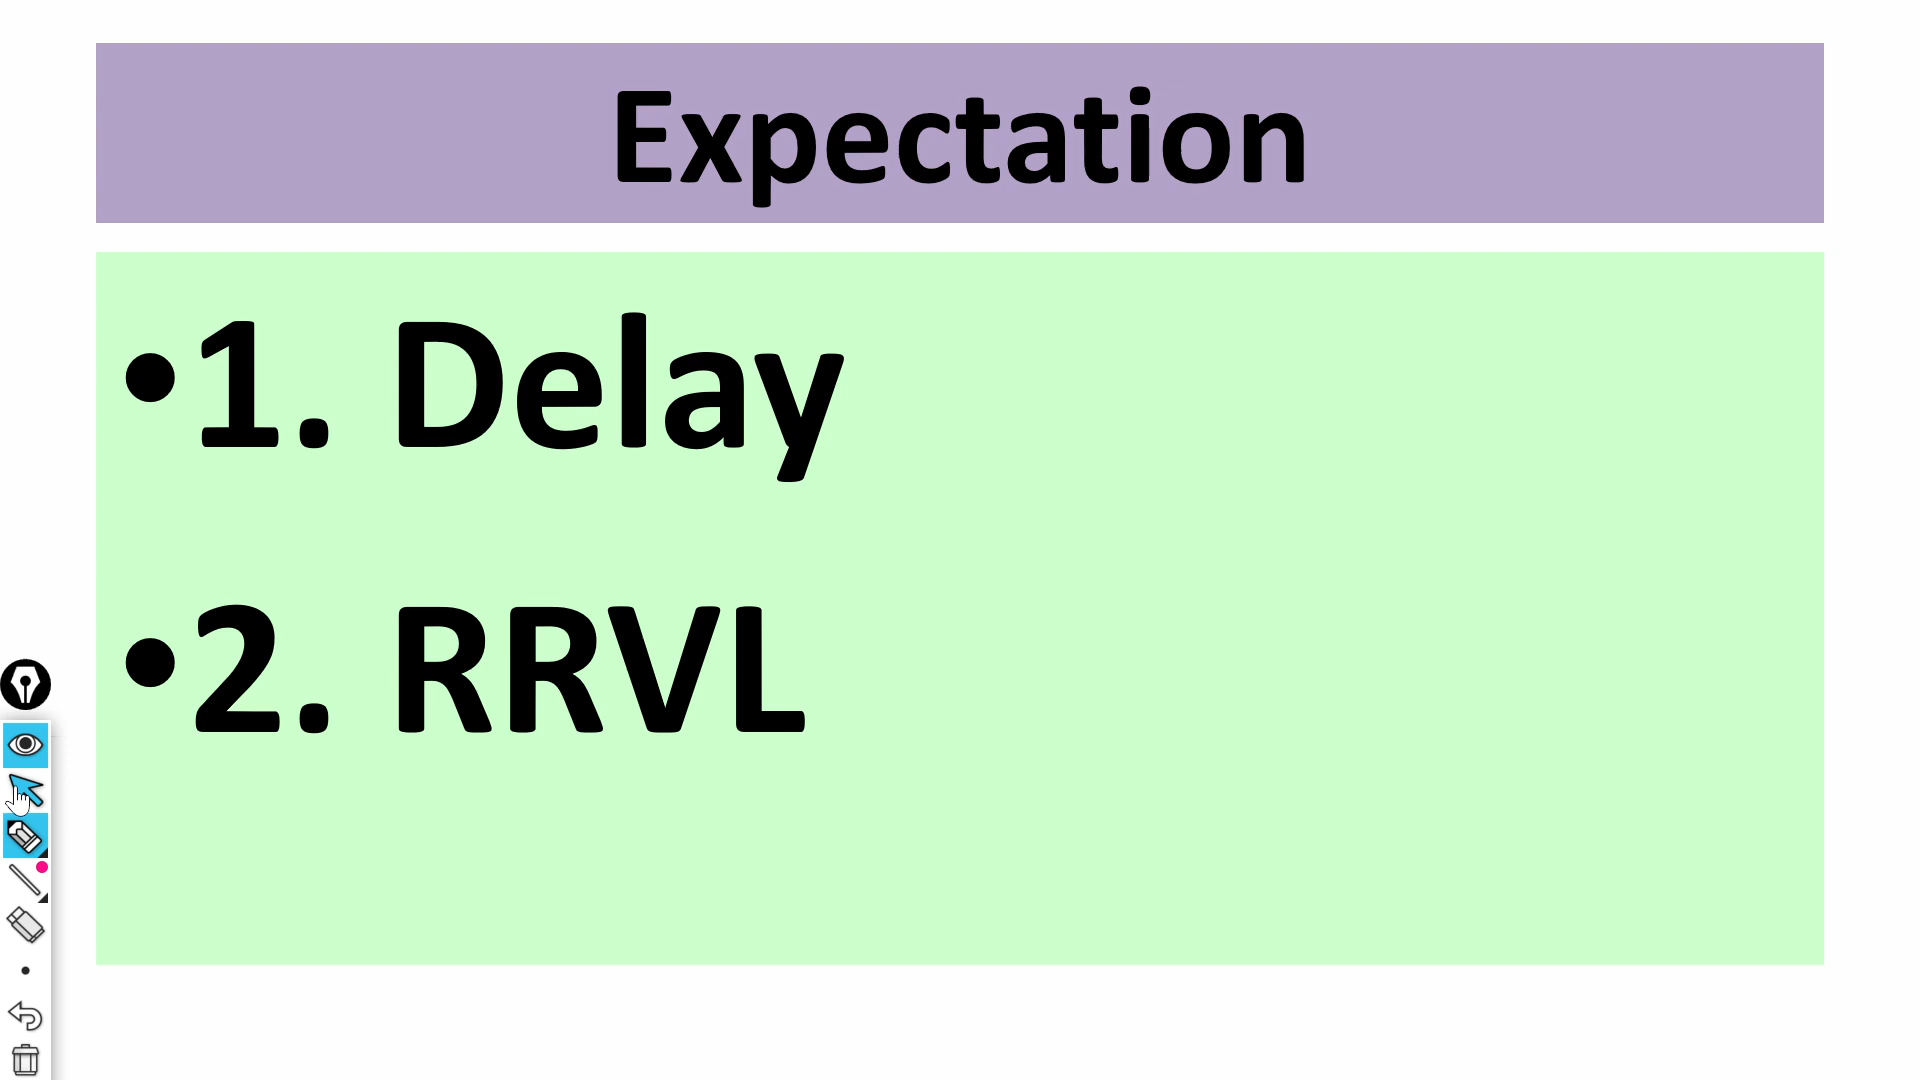 Expectation
•1. Delay
•2. RRVL